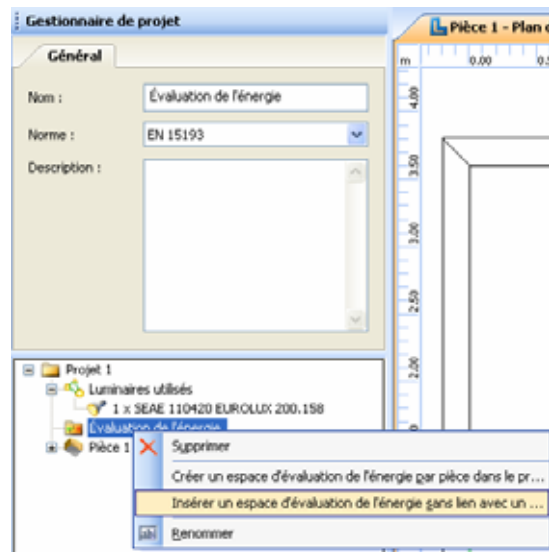 Gestionnaire de projet
Général
Nom :
Évaluation de l'énergie
Norme :
EN 15193
Description :
Projet 1
Luminaires utilisés
1 x SEAE 110420 EUROLUX 200.158
Évaluation de l'énergie
Pièce 1
Supprimer
Créer un espace d'évaluation de l'énergie par pièce dans le pr...
Insérer un espace d'évaluation de l'énergie sans lien avec un ...
Renommer
Pièce 1 - Plan
m
0.00
4.00
3.50
3.00
2.50
2.00